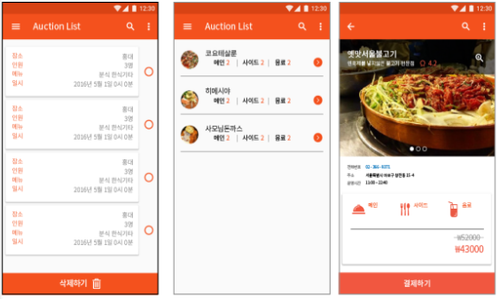 12:30
Auction List
장소 홍대
인원 3명
메뉴 분식 한식기타
일시 2016년 5월 1일 0시 0분
장소 홍대
인원 3명
메뉴 분식 한식기타
일시 2016년 5월 1일 0시 0분
장소 홍대
인원 3명
메뉴 분식 한식기타
일시 2016년 5월 1일 0시 0분
장소 홍대
인원 3명
메뉴 분식 한식기타
일시 2016년 5월 1일 0시 0분
삭제하기
12:30
Auction List
코요테살룬
메인 2 | 사이드 2 | 음료 2
히메시야
메인 2 | 사이드 2 | 음료 2
사모님돈까스
메인 2 | 사이드 2 | 음료 2
12:30
옛맛서울불고기
4.2
전화번호
주소
운영시간 11:00 - 22:40
메인
사이드
음료
₩52000
₩43000
결제하기